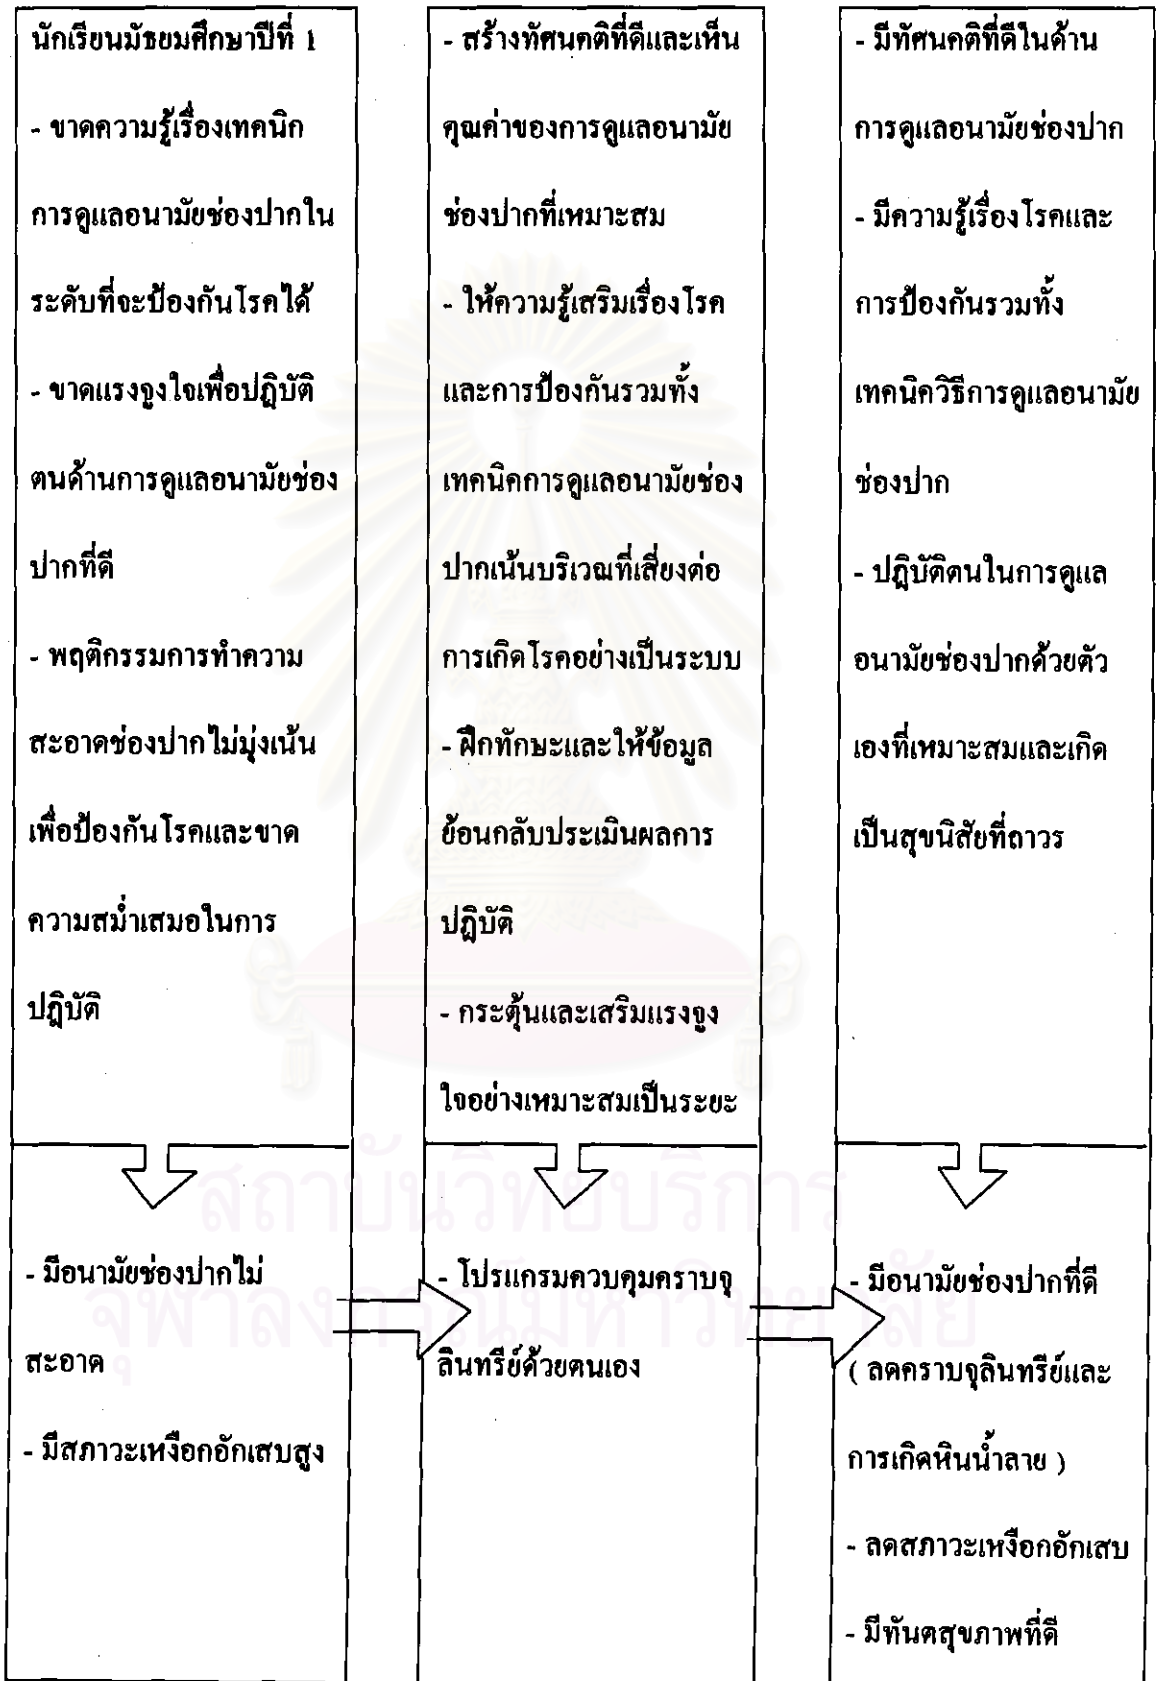 นักเรียนมัธยมศึกษาปีที่ 1
- ขาดความรู้เรื่องเทคนิก
การดูแลอนามัยช่องปากใน
ระดับที่จะป้องกันโรคได้
- ขาดแรงจูงใจเพื่อปฏิบัติ
ตนด้านการดูแลอนามัยช่อง
ปากที่ดี
- พฤติกรรมการทำความ
สะอาดช่องปากไม่มุ่งเน้น
เพื่อป้องกันโรคและขาด
ความสม่ำเสมอในการ
ปฏิบัติ
- มีอนามัยช่องปากไม่
สะอาด
- มีสภาวะเหงือกอักเสบสูง
- สร้างทัศนคติที่ดีและเห็น
คุณค่าของการดูแลอนามัย
ช่องปากที่เหมาะสม
- ให้ความรู้เสริมเรื่องโรค
และการป้องกันรวมทั้ง
เทคนิคการดูแลอนามัยช่อง
ปากเน้นบริเวณที่เสี่ยงต่อ
การเกิดโรคอย่างเป็นระบบ
- ฝึกทักษะและให้ข้อมูล
ย้อนกลับประเมินผลการ
ปฏิบัติ
- กระตุ้นและเสริมแรงจูง
ใจอย่างเหมาะสมเป็นระยะ
- โปรแกรมควบคุมคราบจุ
ลินทรีย์ด้วยตนเอง
- มีทัศนคติที่ดีในด้าน
การดูแลอนามัยช่องปาก
- มีความรู้เรื่องโรคและ
การป้องกันรวมทั้ง
เทคนิควิธีการดูแลอนามัย
ช่องปาก
- ปฏิบัติตนในการดูแล
อนามัยช่องปากด้วยตัว
เองที่เหมาะสมและเกิด
เป็นสุขนิสัยที่ถาวร
- มีอนามัยช่องปากที่ดี
( ลดคราบจุลินทรีย์และ
การเกิดหินน้ำลาย )
- ลดสภาวะเหงือกอักเสบ
- มีทันตสุขภาพที่ดี
สถาบันวิทยบริการ
จุฬาลงกรณ์มหาวิทยาลัย